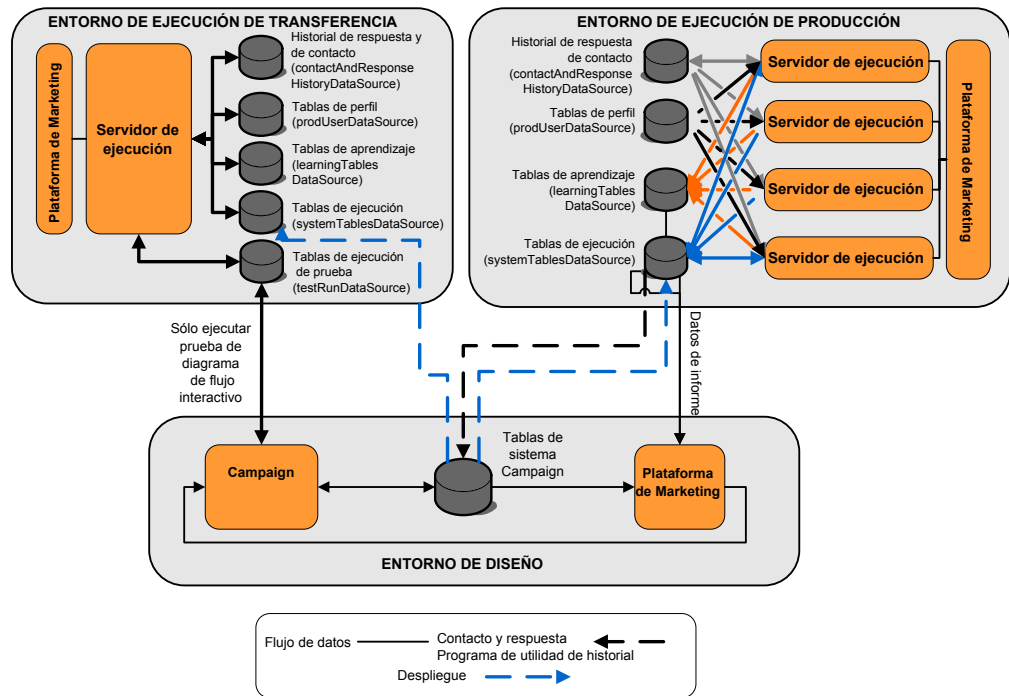 ENTORNO DE EJECUCIÓN DE TRANSFERENCIA
Plataforma de Marketing
Servidor de
ejecución
Historial de respuesta y
de contacto
(contactAndResponse
HistoryDataSource)
Tablas de perfil
(prodUserDataSource)
Tablas de aprendizaje
(learningTables
DataSource)
Tablas de ejecución
(systemTablesDataSource)
Tablas de ejecución
de prueba
(testRunDataSource)
ENTORNO DE EJECUCIÓN DE PRODUCCIÓN
Historial de respuesta
de contacto
(contactAndResponse
HistoryDataSource)
Tablas de perfil
(prodUserDataSource)
Tablas de aprendizaje
(learningTables
DataSource)
Tablas de ejecución
(systemTablesDataSource)
Servidor de ejecución
Servidor de ejecución
Servidor de ejecución
Servidor de ejecución
Plataforma de Marketing
Sólo ejecutar
prueba de
diagrama
de flujo
interactivo
Datos de informe
Campaign
Tablas de
sistema
Campaign
Plataforma
de Marketing
ENTORNO DE DISEÑO
Flujo de datos
Contacto y respuesta
Programa de utilidad de historial
Despliegue